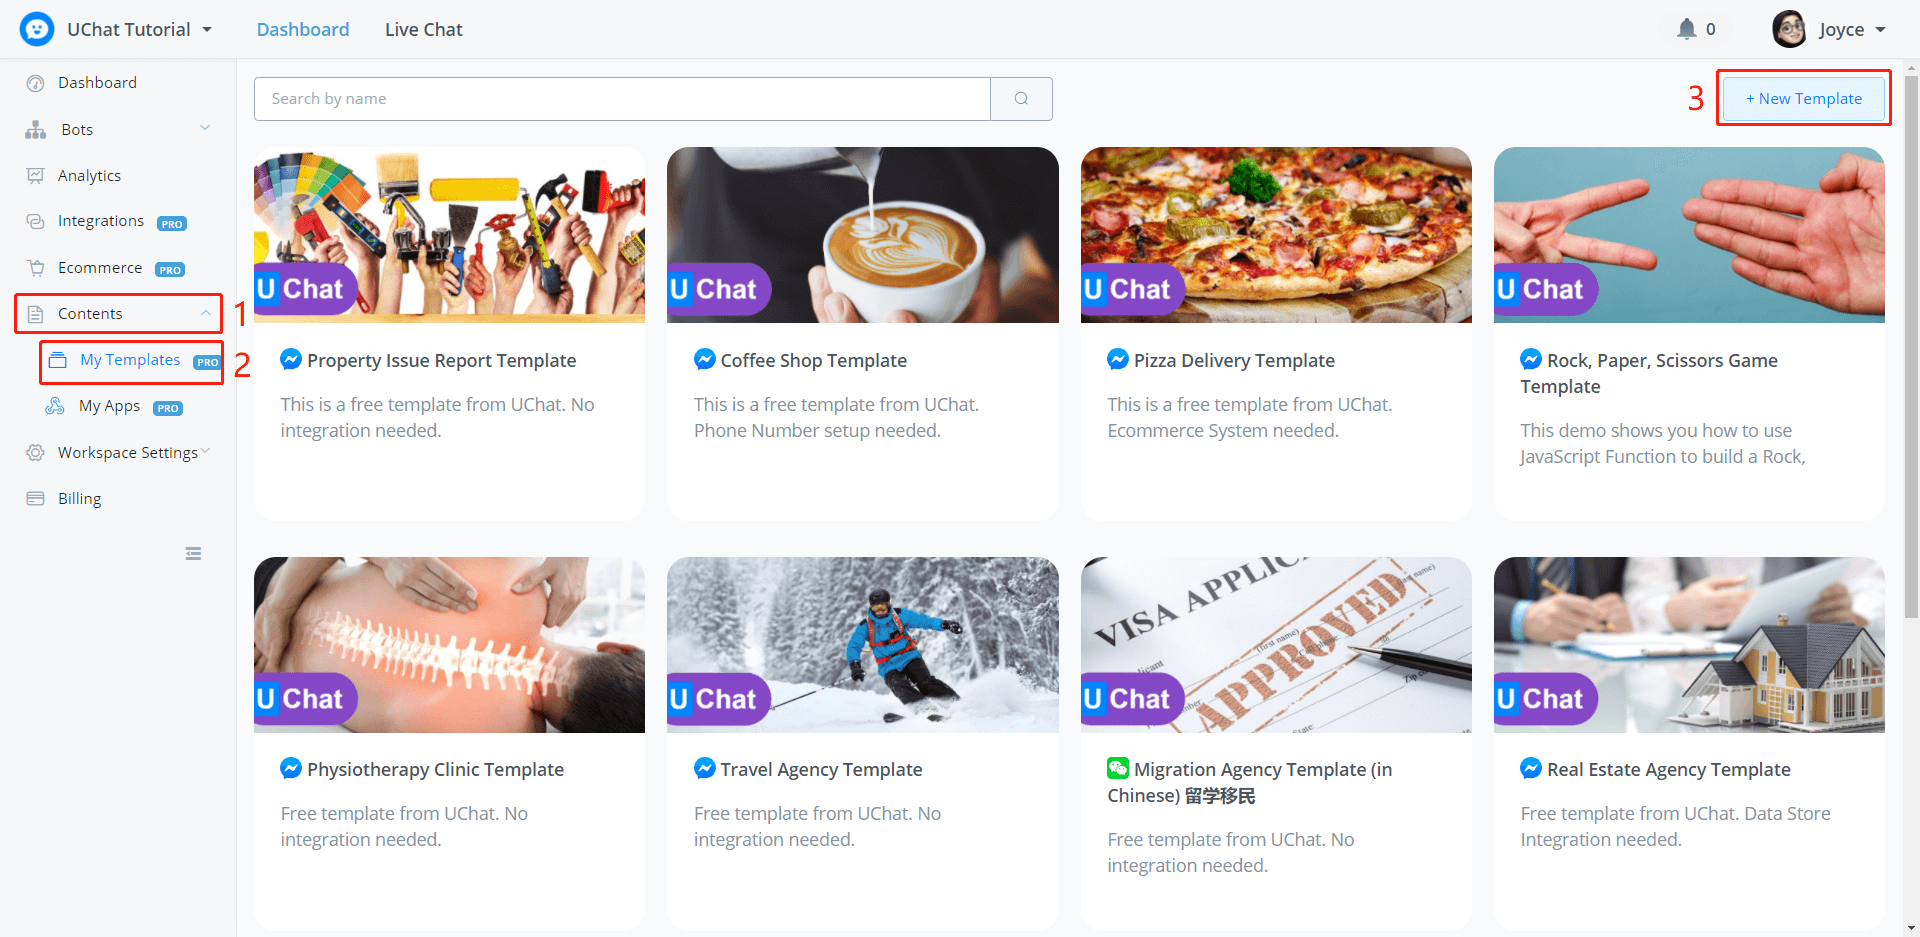 UChat Tutorial
Dashboard
Live Chat
0
Joyce
Dashboard
Bots
Analytics
Integrations PRO
Ecommerce PRO
Contents
1
My Templates PRO
2
My Apps PRO
Workspace Settings
Billing
Search by name
3
+ New Template
U Chat
Property Issue Report Template
This is a free template from UChat. No
integration needed.
U Chat
Coffee Shop Template
This is a free template from UChat.
Phone Number setup needed.
U Chat
Pizza Delivery Template
This is a free template from UChat.
Ecommerce System needed.
U Chat
Rock, Paper, Scissors Game
Template
This demo shows you how to use
JavaScript Function to build a Rock,
U Chat
Physiotherapy Clinic Template
Free template from UChat. No
integration needed.
U Chat
Travel Agency Template
Free template from UChat. No
integration needed.
VISA APPLIC
(first name)
APPROVED
U Chat
Migration Agency Template (in
Chinese) 留学移民
Free template from UChat. No
integration needed.
U Chat
Real Estate Agency Template
Free template from UChat. Data Store
Integration needed.